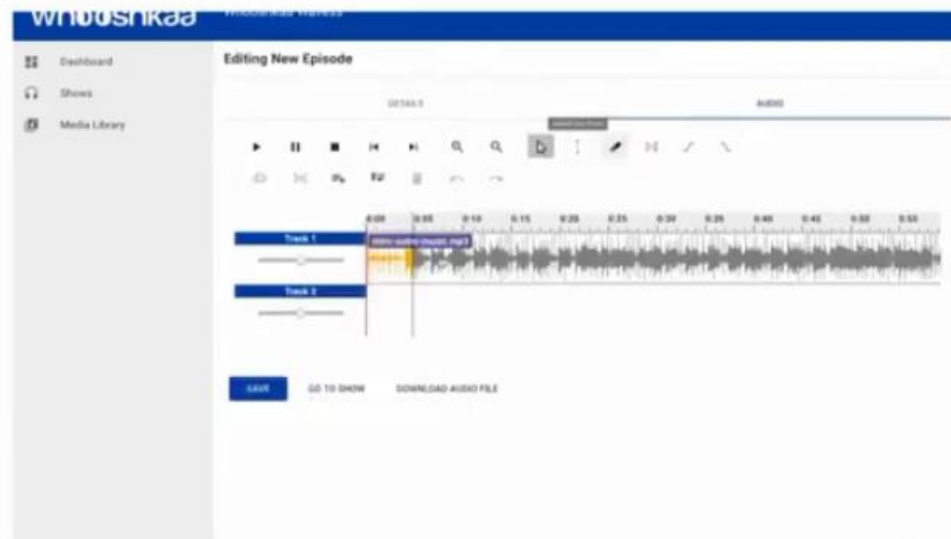 whooshkaa
Editing New Episode
Dashboard
Shows
Media Library
DETAILS
AUDIO
0:00 0:05 0:10 0:15 0:20 0:25 0:30 0:35 0:40 0:45 0:50 0:55
Track 1
Track 2
SAVE
GO TO SHOW
DOWNLOAD AUDIO FILE